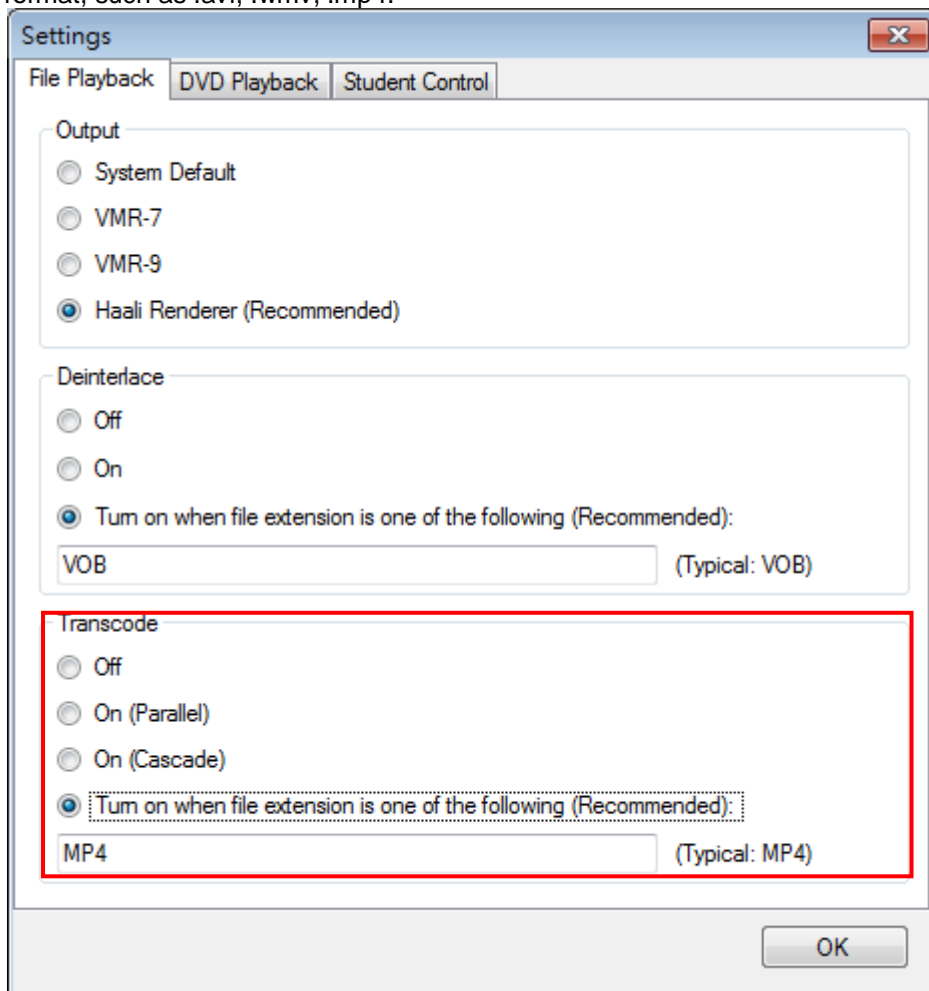 format, such as .avi, .wmv, .mp4.
Settings
File Playback DVD Playback Student Control
Output
System Default
VMR-7
VMR-9
Haali Renderer (Recommended)
Deinterlace
Off
On
Turn on when file extension is one of the following (Recommended):
VOB (Typical: VOB)
Transcode
Off
On (Parallel)
On (Cascade)
Turn on when file extension is one of the following (Recommended):
MP4 (Typical: MP4)
OK